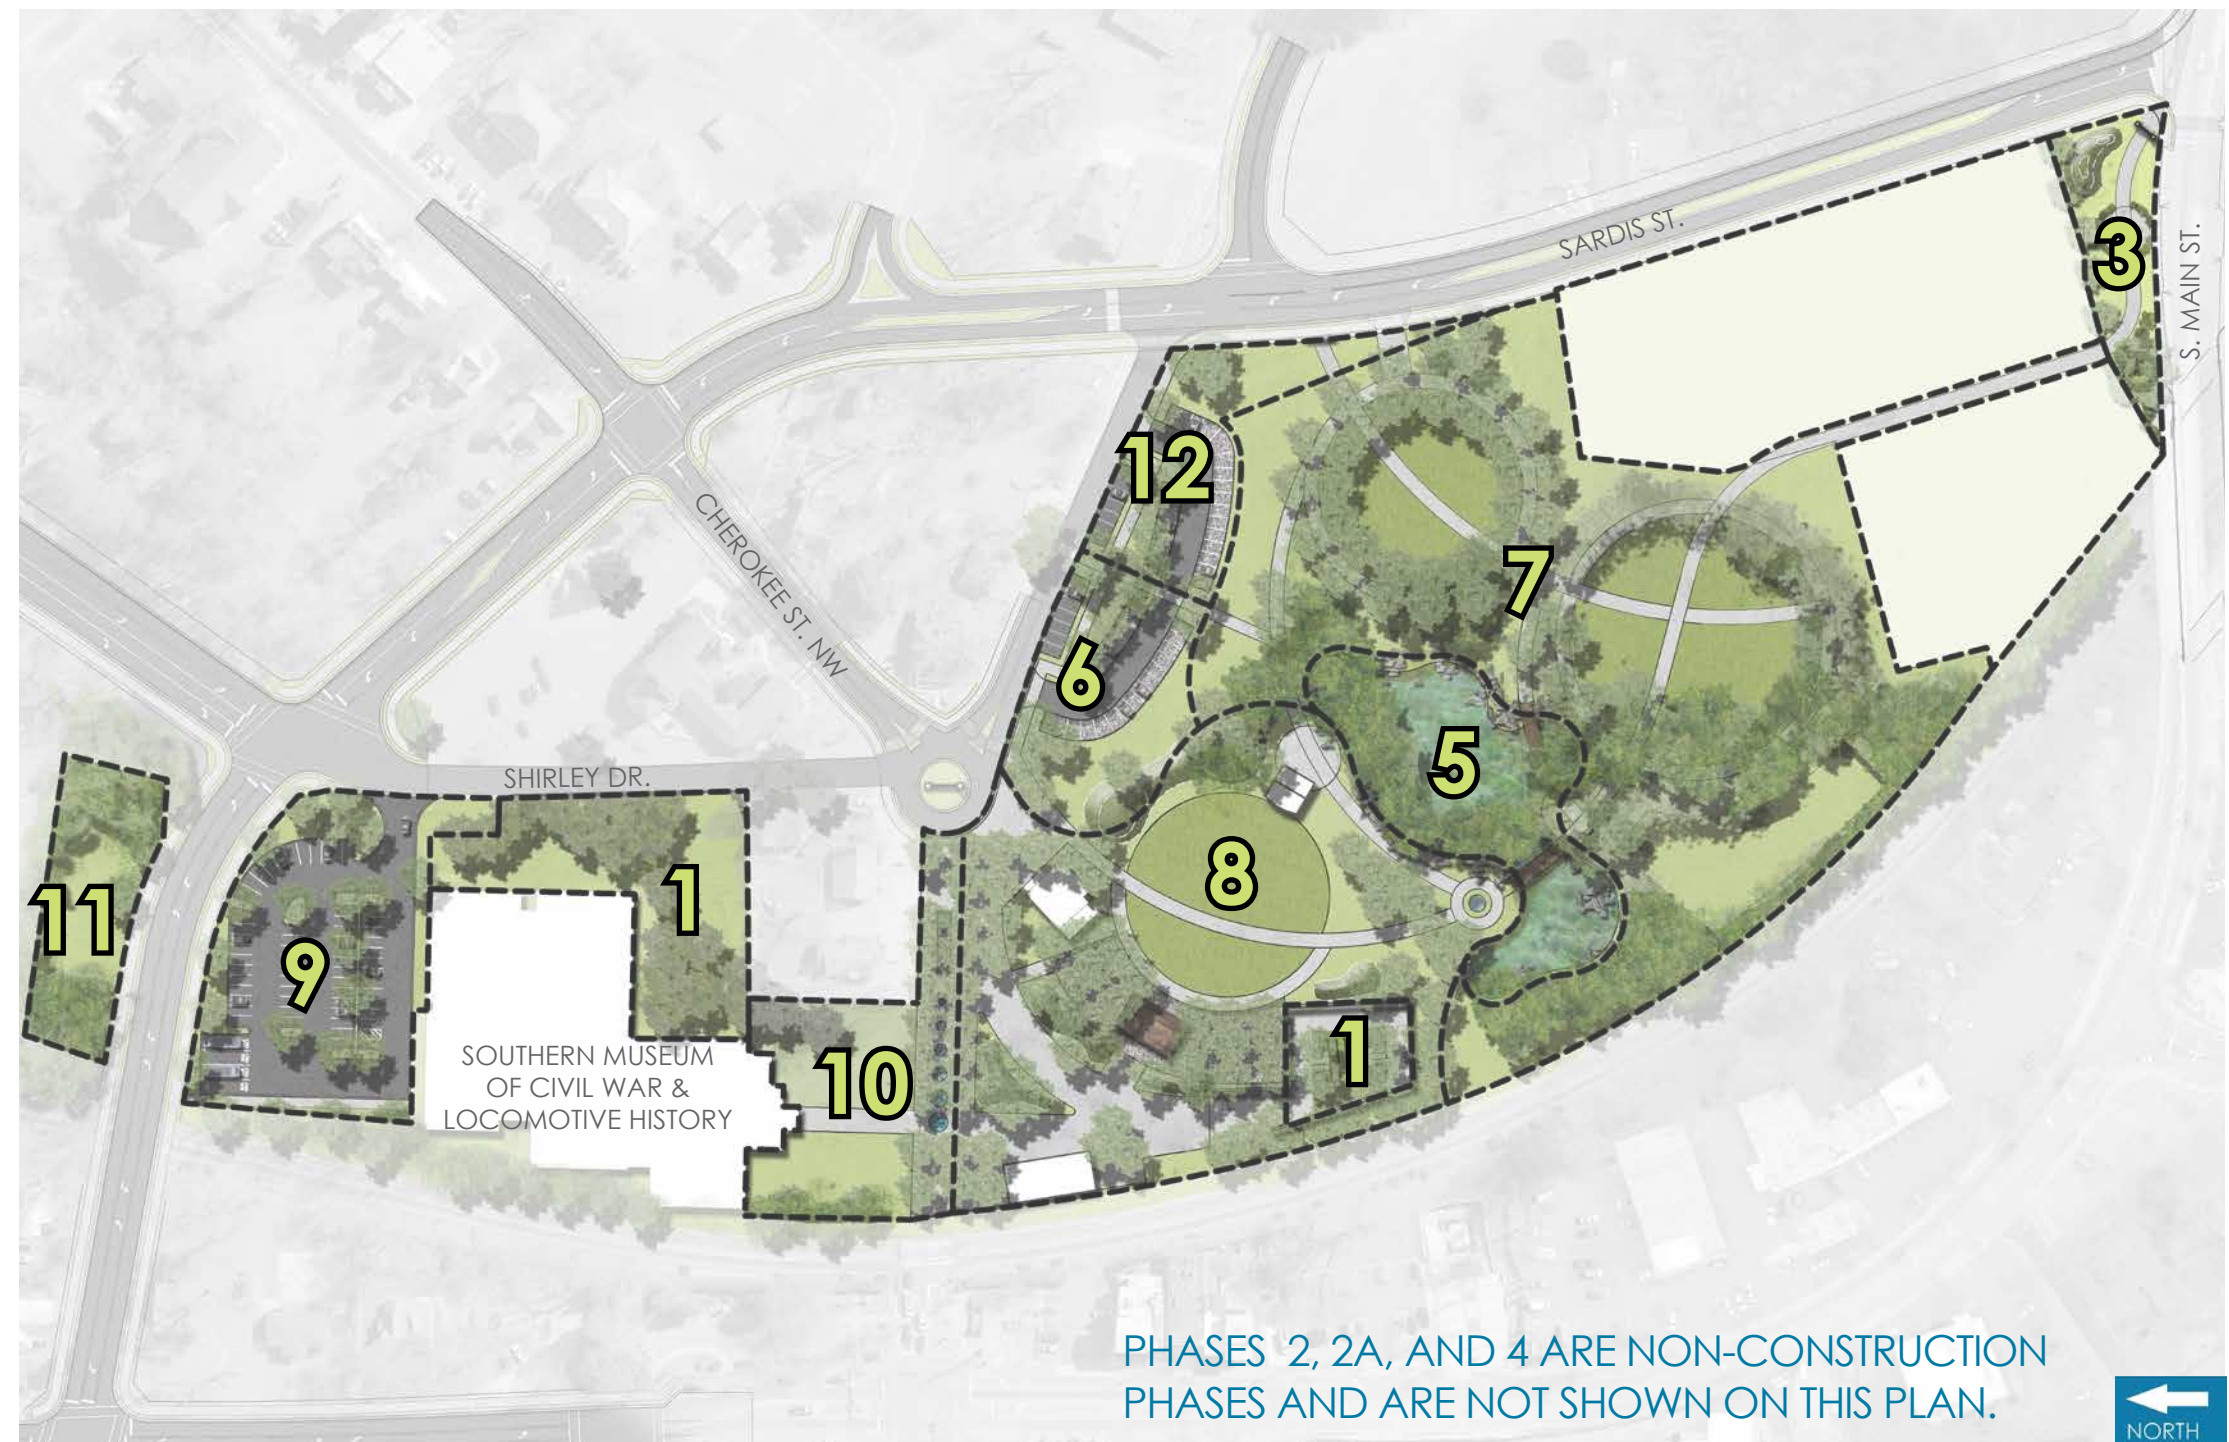 SARDIS ST.
3
S. MAIN ST.
12
CHEROKEE ST. NW
7
6
5
SHIRLEY DR.
11
1
8
9
SOUTHERN MUSEUM
OF CIVIL WAR &
LOCOMOTIVE HISTORY
10
1
PHASES 2, 2A, AND 4 ARE NON-CONSTRUCTION
PHASES AND ARE NOT SHOWN ON THIS PLAN.
NORTH